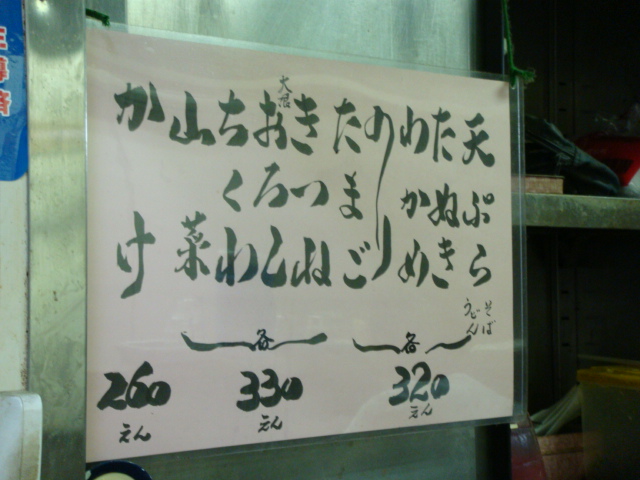 天ぷら
たぬき
わかめ
のり
たまご
きつね
おろし
ちくわ
山菜
かけ
そば
うどん
各
320
えん
各
330
えん
260
えん